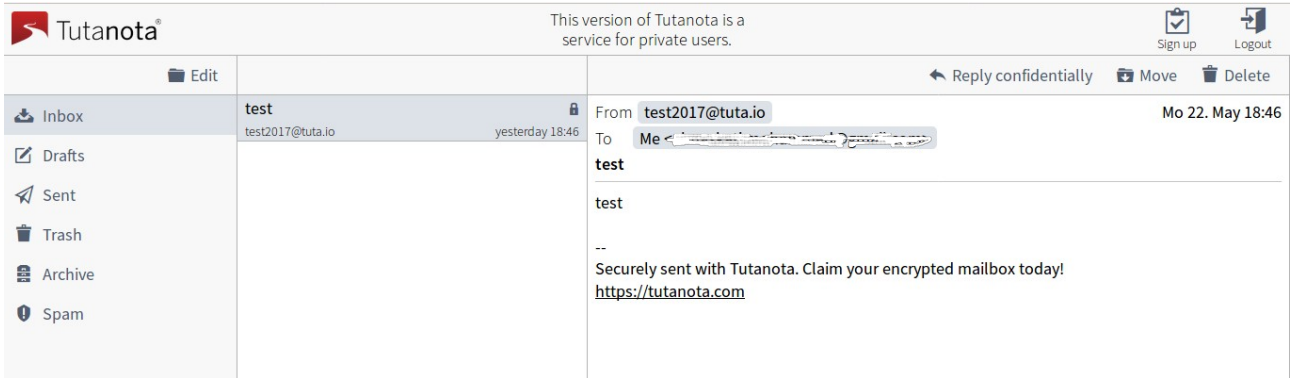 Tutanota®
This version of Tutanota is a
service for private users.
Sign up
Logout
Edit
Reply confidentially
Move
Delete
Inbox
Drafts
Sent
Trash
Archive
Spam
test
test2017@tuta.io
yesterday 18:46
From test2017@tuta.io
Mo 22. May 18:46
To Me <
test
test
--
Securely sent with Tutanota. Claim your encrypted mailbox today!
https://tutanota.com